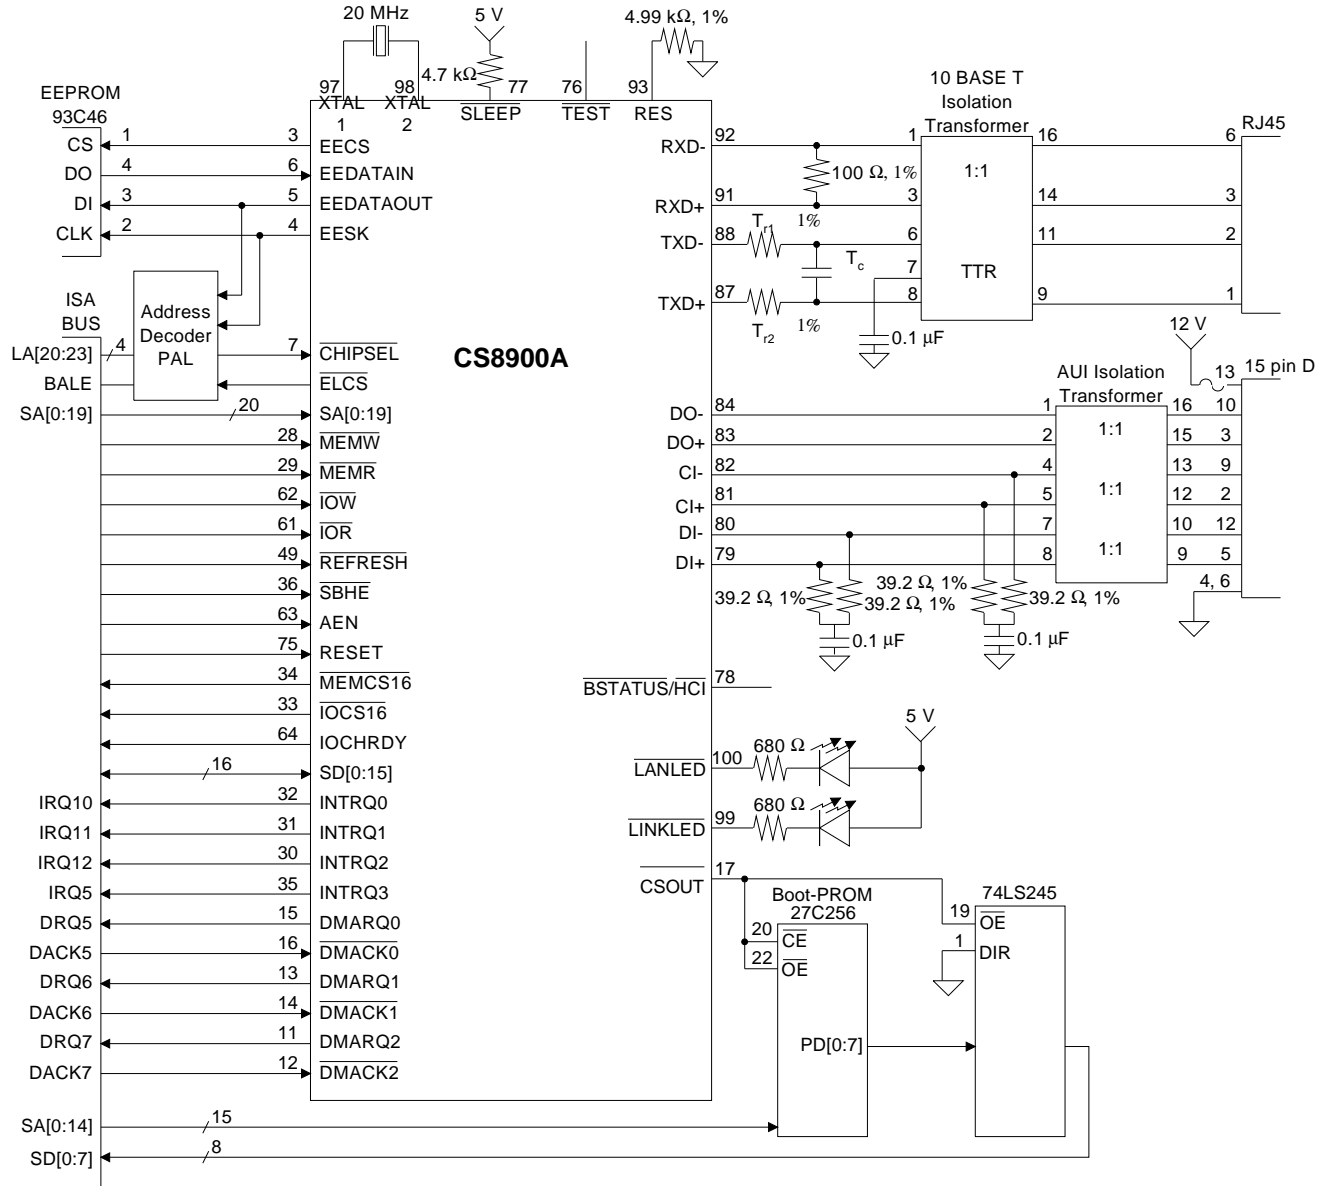 20 MHz
5 V
4.99 kΩ, 1%
4.7 kΩ
97
98
77
76
93
XTAL
1
XTAL
2
SLEEP
TEST
RES
EEPROM
93C46
CS 1 3 EECS
DO 4 6 EEDATAIN
DI 3 5 EEDATAOUT
CLK 2 4 EESK
ISA
BUS
Address
Decoder
PAL
LA[20:23] 4 7 CHIPSEL
BALE ELCS
SA[0:19] 20 SA[0:19]
28 MEMW
29 MEMR
62 IOW
61 IOR
49 REFRESH
36 SBHE
63 AEN
75 RESET
34 MEMCS16
33 IOCS16
64 IOCHRDY
16 SD[0:15]
IRQ10 32 INTRQ0
IRQ11 31 INTRQ1
IRQ12 30 INTRQ2
IRQ5 35 INTRQ3
DRQ5 15 DMARQ0
DACK5 16 DMACK0
DRQ6 13 DMARQ1
DACK6 14 DMACK1
DRQ7 11 DMARQ2
DACK7 12 DMACK2
SA[0:14] 15
SD[0:7] 8
CS8900A
10 BASE T
Isolation
Transformer
RJ45
RXD- 92 1 16 6
100 Ω, 1%
1:1
RXD+ 91 3 14 3
Tr1 1%
TXD- 88 6 11 2
Tc
7
TTR
TXD+ 87 8 9 1
Tr2 1%
0.1 µF
12 V
13
15 pin D
AUI Isolation
Transformer
DO- 84 1 16 10
1:1
DO+ 83 2 15 3
CI- 82 4 13 9
1:1
CI+ 81 5 12 2
DI- 80 7 10 12
1:1
DI+ 79 8 9 5
4, 6
39.2 Ω, 1%
39.2 Ω, 1%
39.2 Ω, 1%
39.2 Ω, 1%
0.1 µF
0.1 µF
BSTATUS/HCI 78
5 V
LANLED 100 680 Ω
LINKLED 99 680 Ω
CSOUT 17
Boot-PROM
27C256
20 CE
22 OE
PD[0:7]
74LS245
19 OE
1 DIR